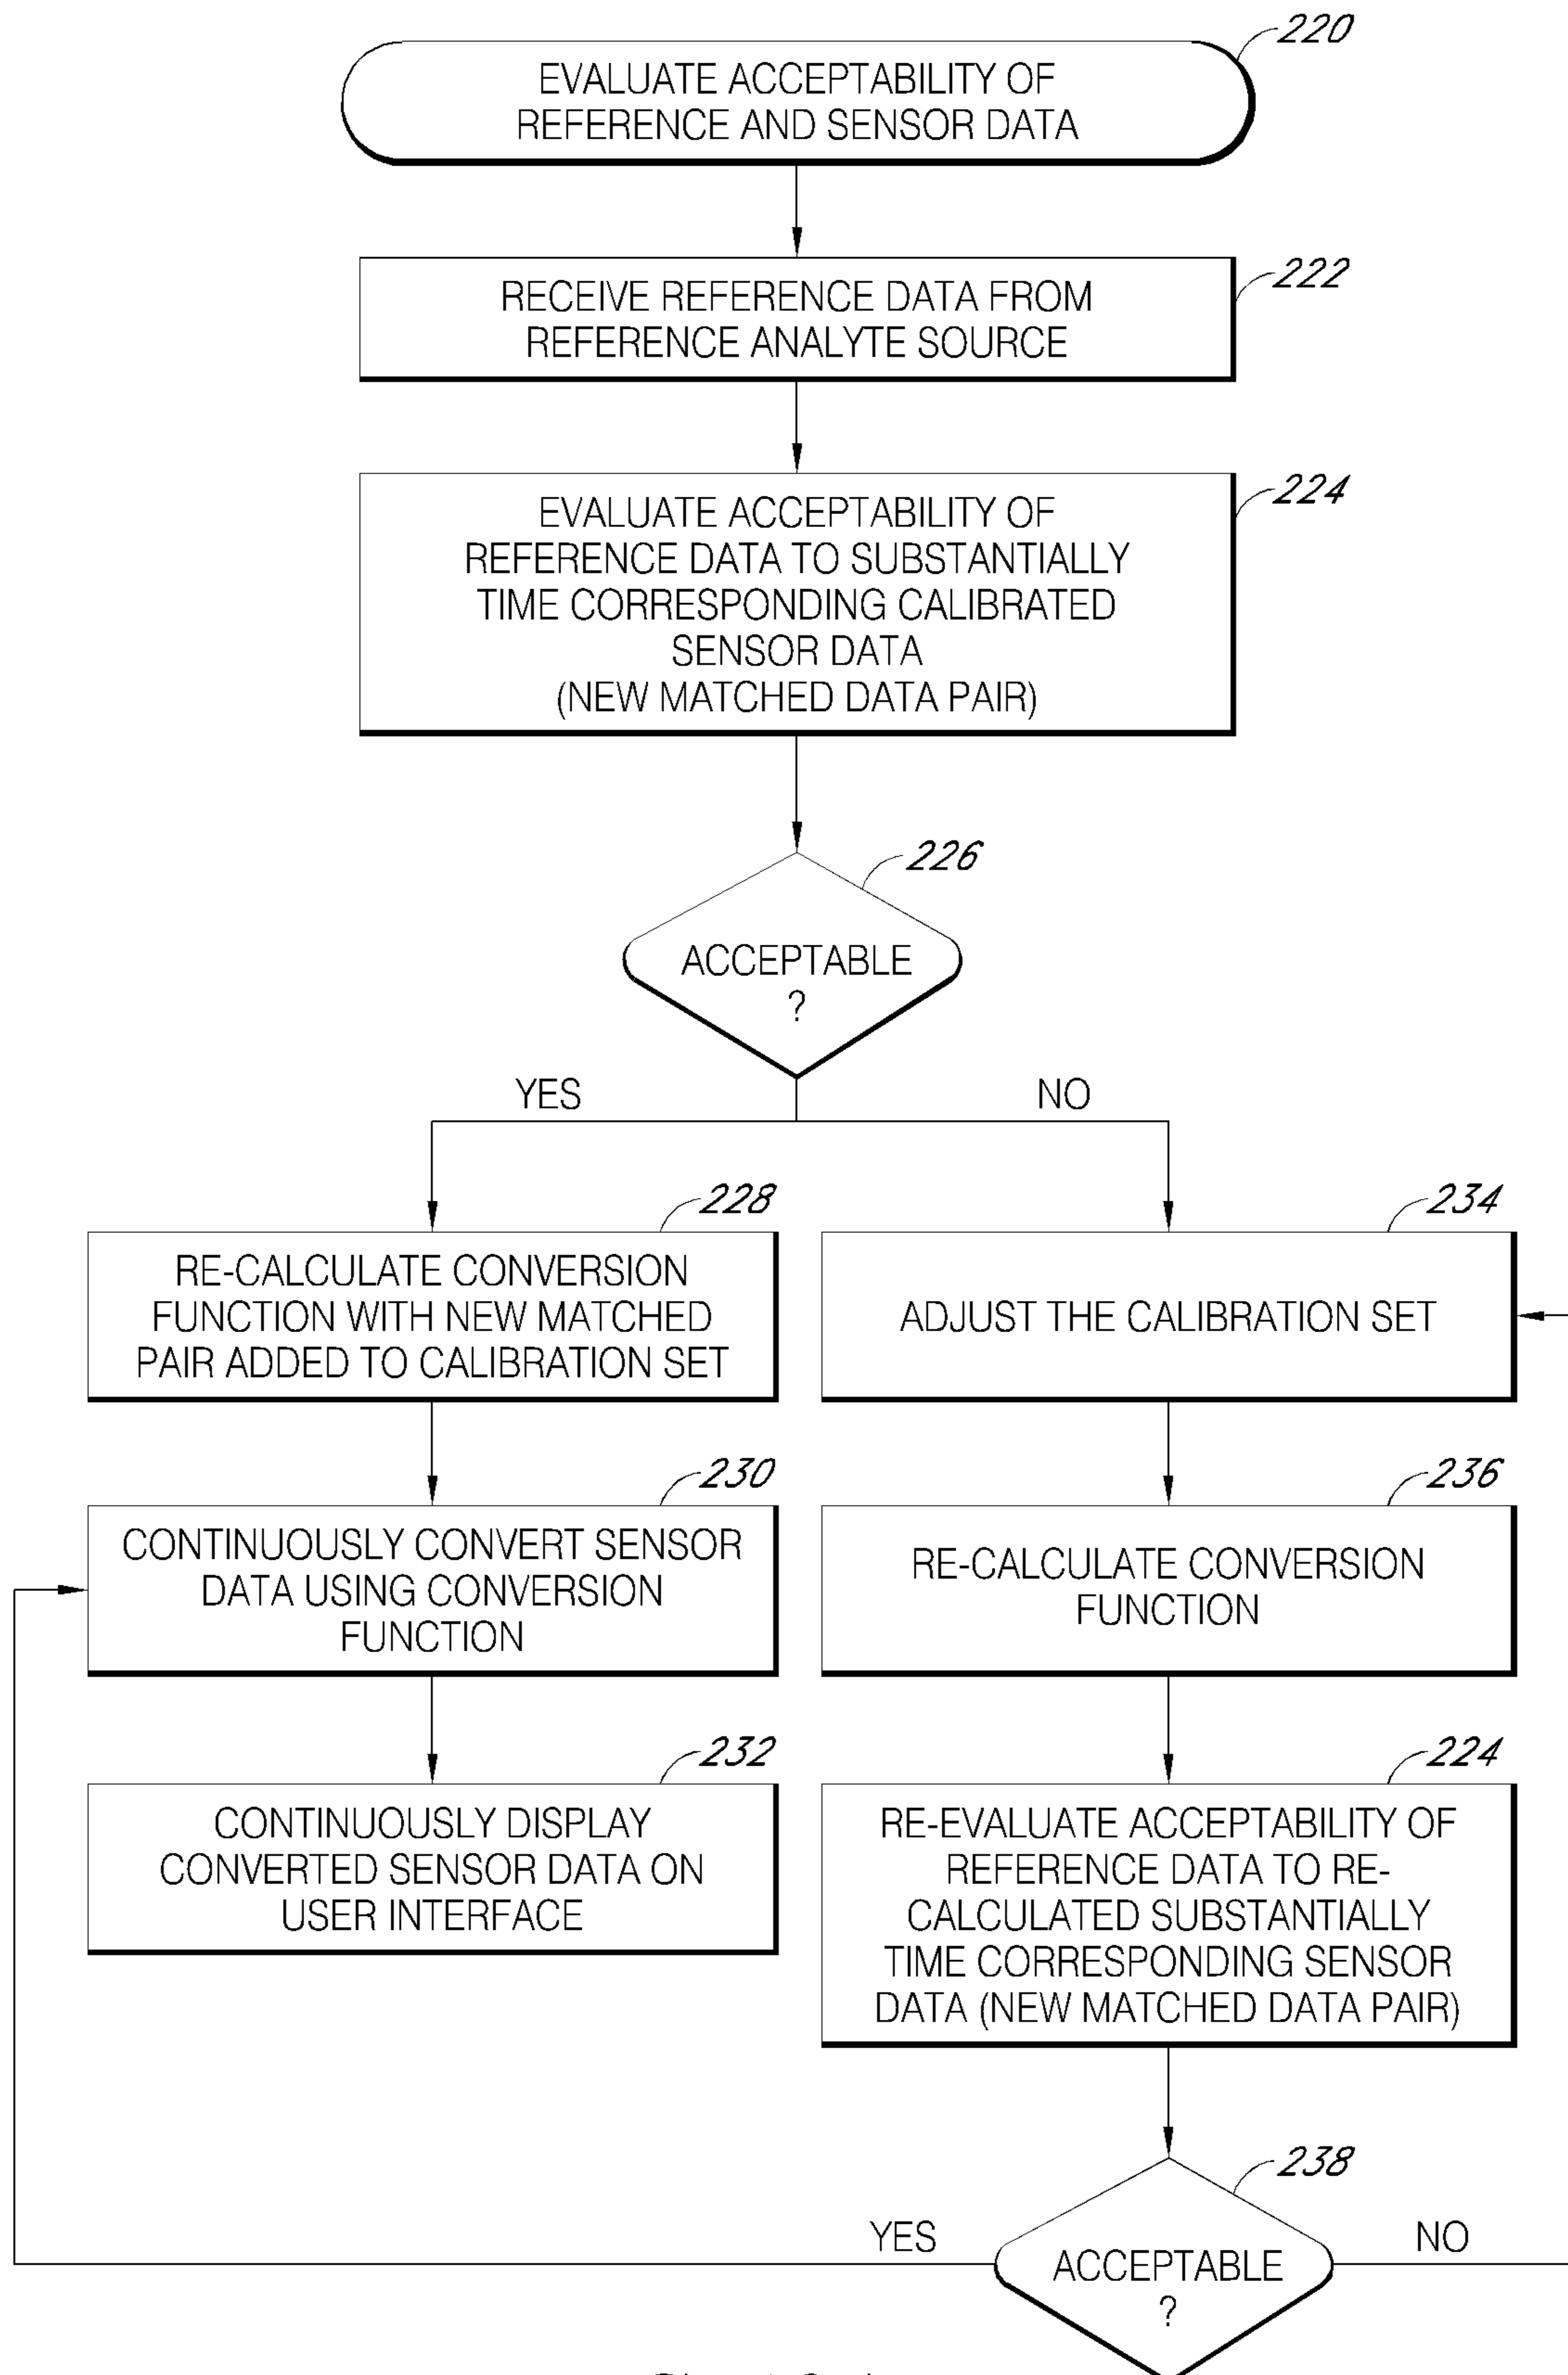 220
EVALUATE ACCEPTABILITY OF
REFERENCE AND SENSOR DATA
222
RECEIVE REFERENCE DATA FROM
REFERENCE ANALYTE SOURCE
224
EVALUATE ACCEPTABILITY OF
REFERENCE DATA TO SUBSTANTIALLY
TIME CORRESPONDING CALIBRATED
SENSOR DATA
(NEW MATCHED DATA PAIR)
226
ACCEPTABLE
?
YES
NO
228
RE-CALCULATE CONVERSION
FUNCTION WITH NEW MATCHED
PAIR ADDED TO CALIBRATION SET
234
ADJUST THE CALIBRATION SET
230
CONTINUOUSLY CONVERT SENSOR
DATA USING CONVERSION
FUNCTION
236
RE-CALCULATE CONVERSION
FUNCTION
232
CONTINUOUSLY DISPLAY
CONVERTED SENSOR DATA ON
USER INTERFACE
224
RE-EVALUATE ACCEPTABILITY OF
REFERENCE DATA TO RE-
CALCULATED SUBSTANTIALLY
TIME CORRESPONDING SENSOR
DATA (NEW MATCHED DATA PAIR)
238
YES
ACCEPTABLE
?
NO